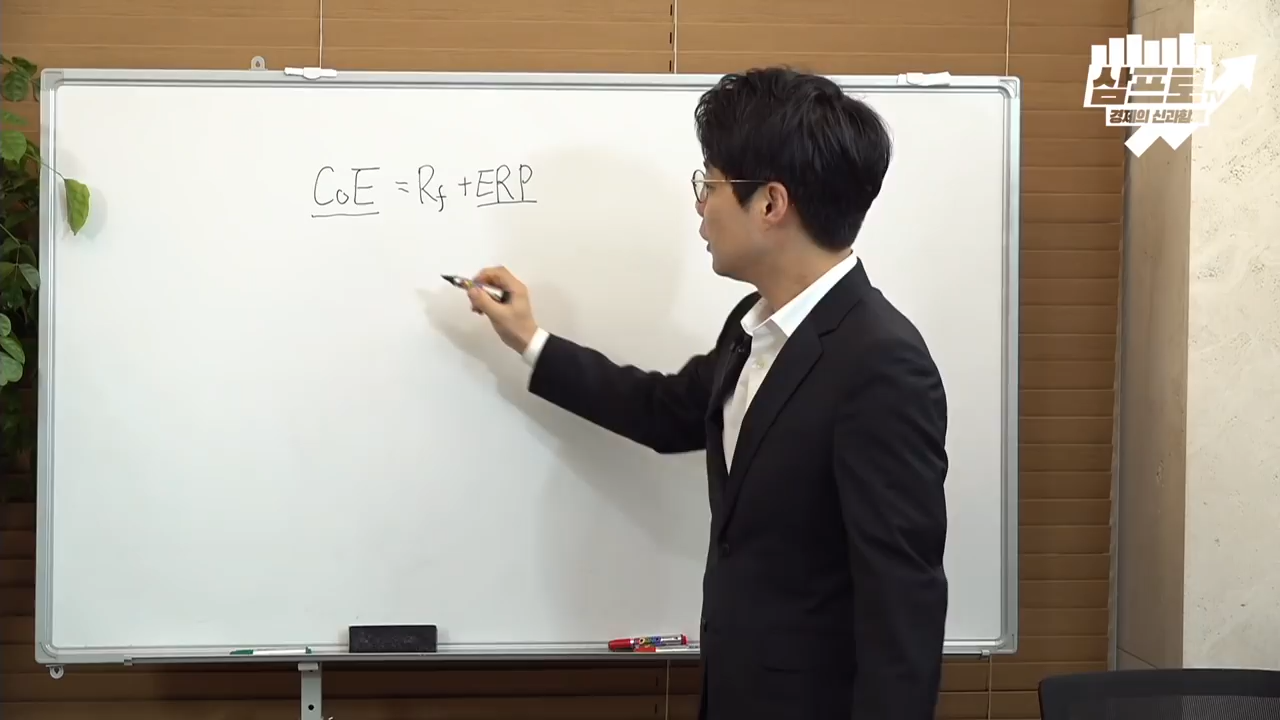 CoE = Rf + ERP
삼프로TV
경제의 신과함께